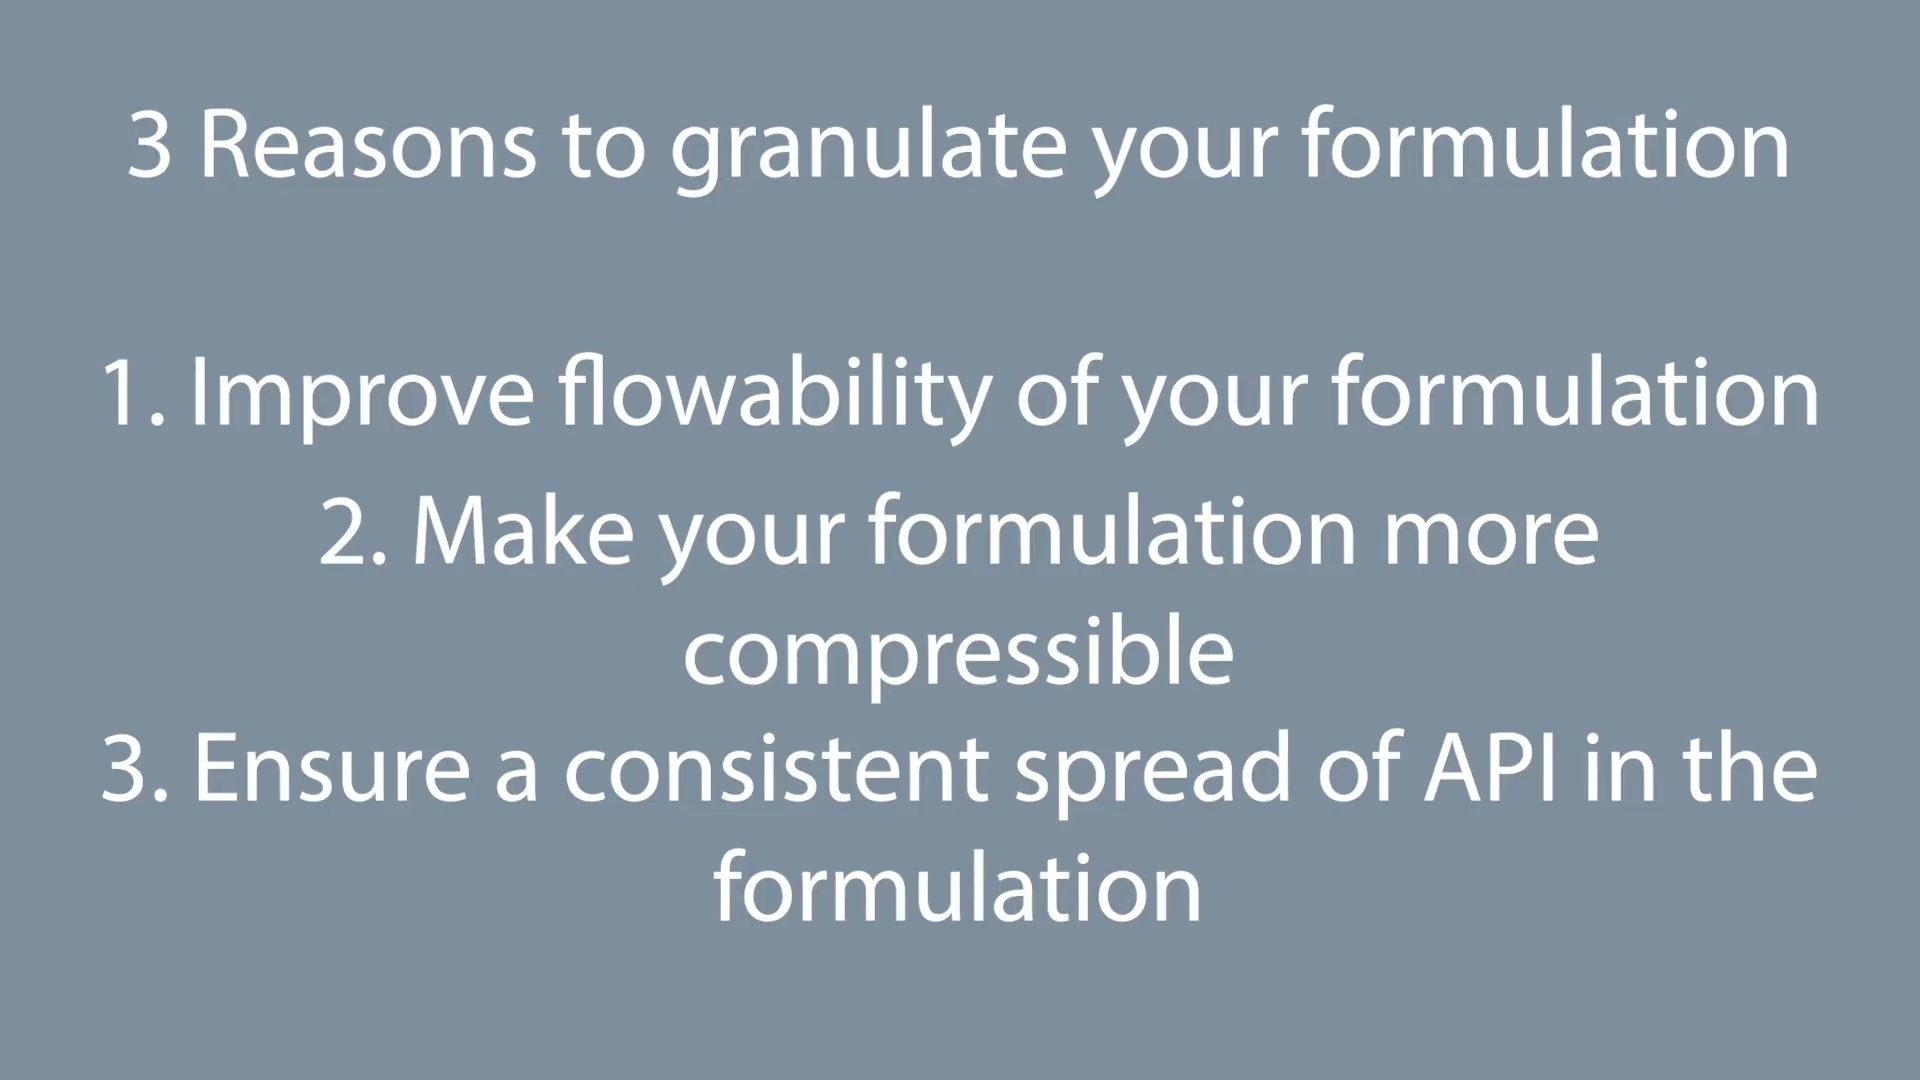 3 Reasons to granulate your formulation
1. Improve flowability of your formulation
2. Make your formulation more
compressible
3. Ensure a consistent spread of API in the
formulation